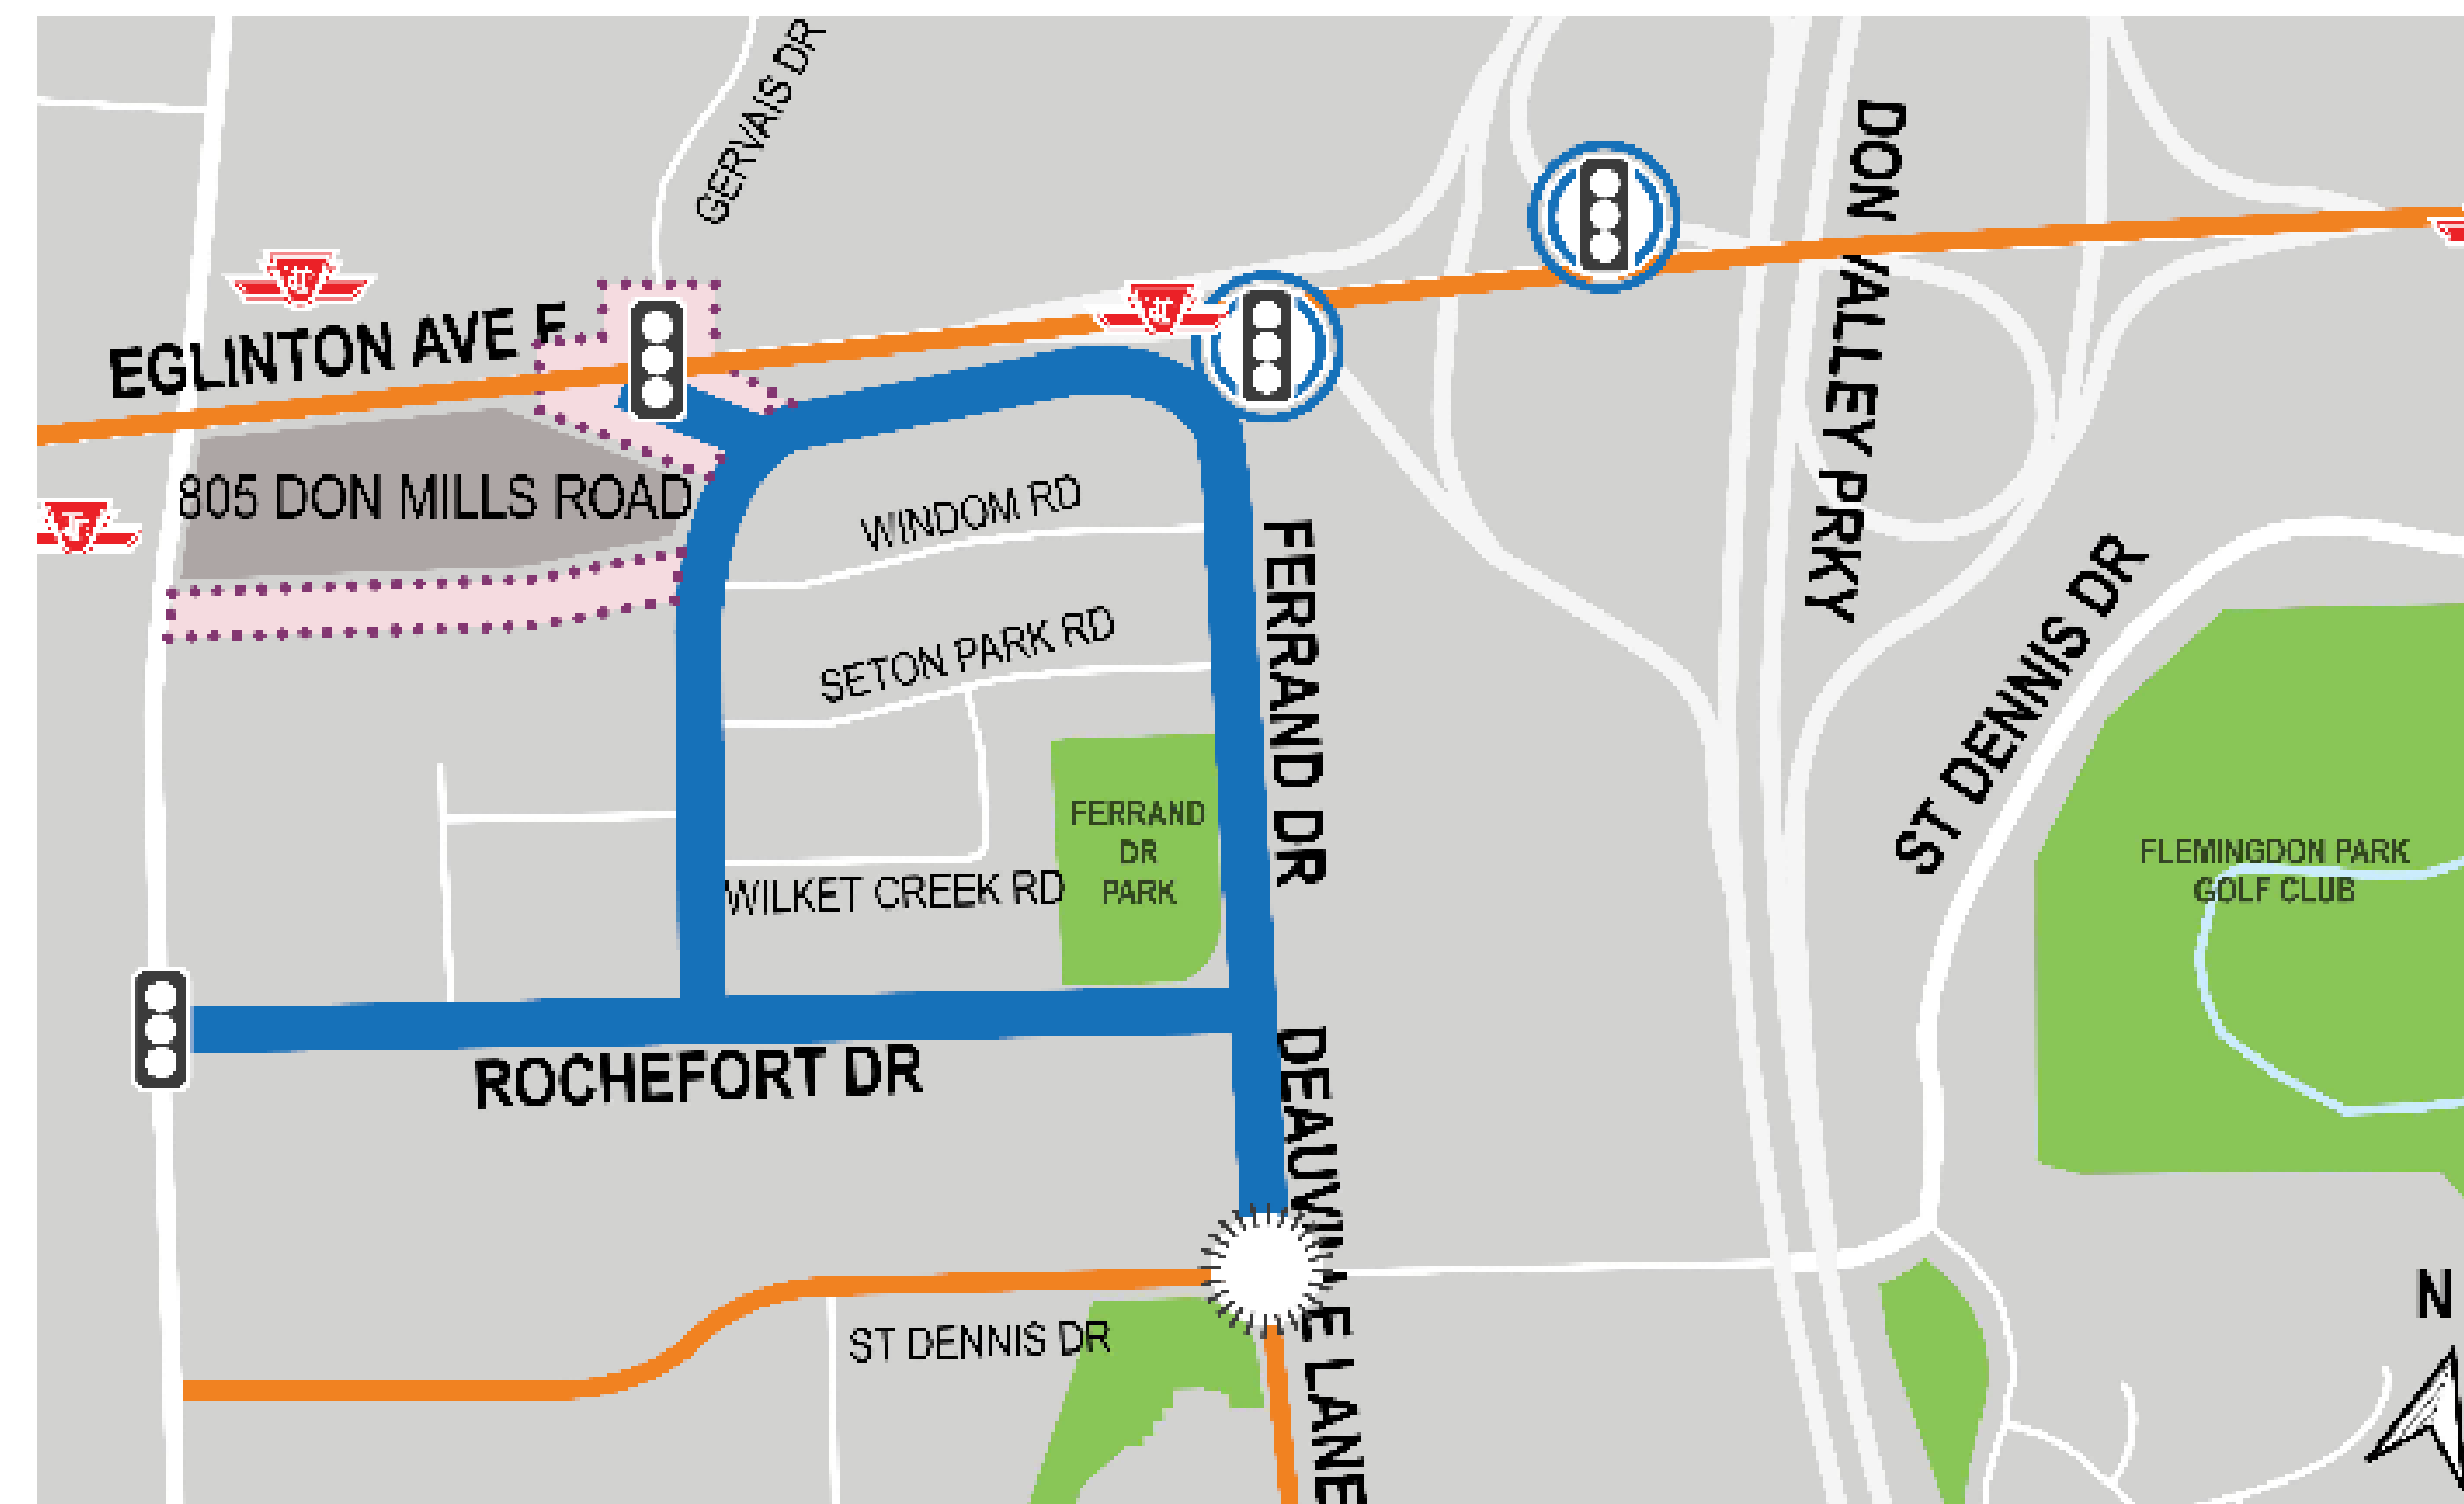 GERVAIS DR
DON VALLEY PRKY
EGLINTON AVE E
805 DON MILLS ROAD
WINDOM RD
FERRAND DR
SETON PARK RD
ST DENNIS DR
FERRAND
DR
PARK
FLEMINGDON PARK
GOLF CLUB
WILKET CREEK RD
ROCHEFORT DR
DEAUVILLE LANE
ST DENNIS DR
N